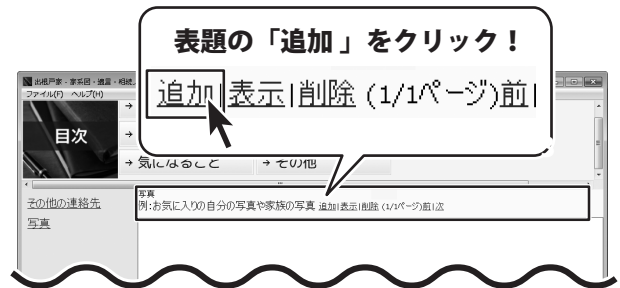 表題の「追加」をクリック！
追加|表示|削除 (1/1ページ)前|
ファイル(F) ヘルプ(H)
目次
→
→
→ 気になること → その他
その他の連絡先
写真
写真
例:お気に入りの自分の写真や家族の写真 追加|表示|削除 (1/1ページ)前|次